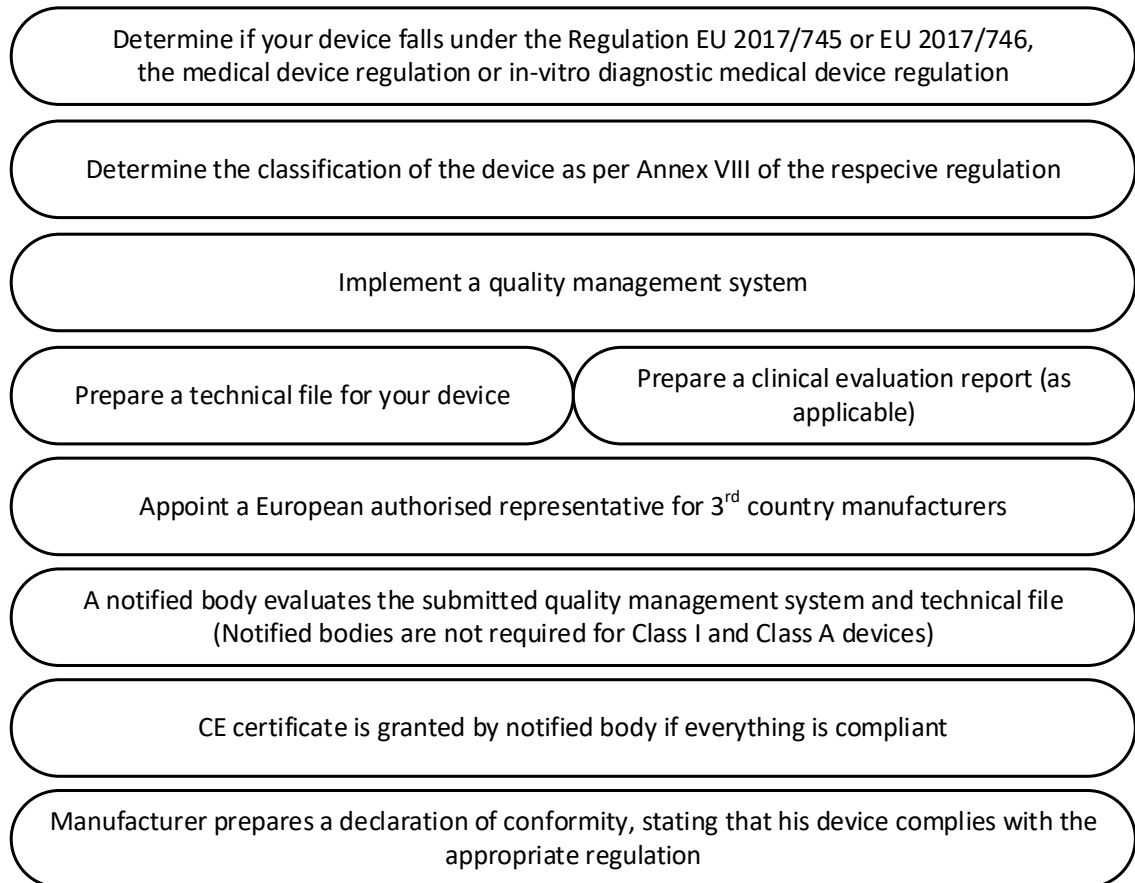 Determine if your device falls under the Regulation EU 2017/745 or EU 2017/746,
the medical device regulation or in-vitro diagnostic medical device regulation
Determine the classification of the device as per Annex VIII of the respecive regulation
Implement a quality management system
Prepare a technical file for your device
Prepare a clinical evaluation report (as
applicable)
Appoint a European authorised representative for 3rd country manufacturers
A notified body evaluates the submitted quality management system and technical file
(Notified bodies are not required for Class I and Class A devices)
CE certificate is granted by notified body if everything is compliant
Manufacturer prepares a declaration of conformity, stating that his device complies with the
appropriate regulation